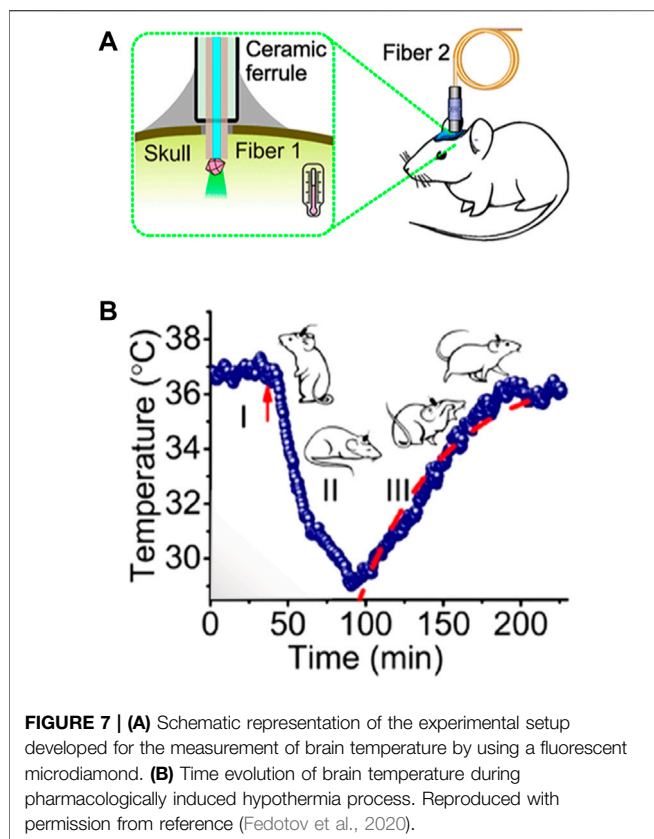 A
Ceramic
ferrule
Fiber 2
Skull
Fiber 1
B
Temperature (°C)
38
36
34
32
30
I
II
III
0
50
100
150
200
Time (min)
FIGURE 7 | (A) Schematic representation of the experimental setup
developed for the measurement of brain temperature by using a fluorescent
microdiamond. (B) Time evolution of brain temperature during
pharmacologically induced hypothermia process. Reproduced with
permission from reference (Fedotov et al., 2020).